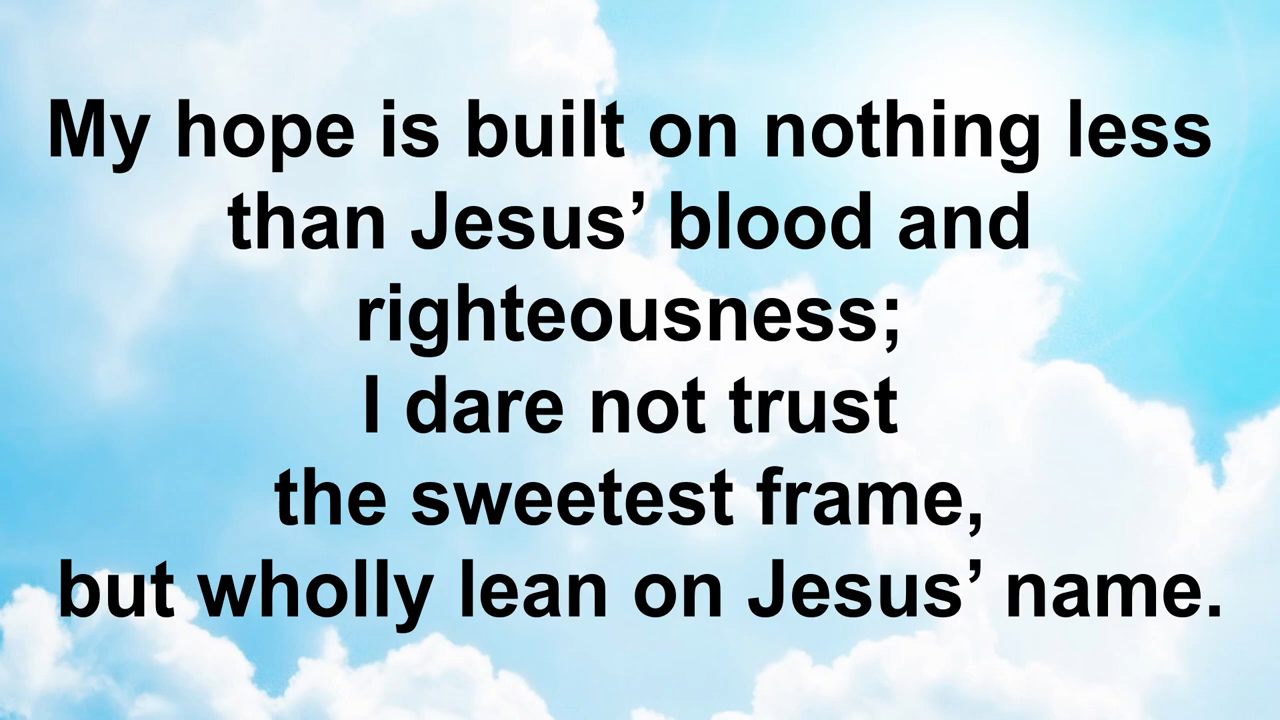 My hope is built on nothing less
than Jesus’ blood and
righteousness;
I dare not trust
the sweetest frame,
but wholly lean on Jesus’ name.